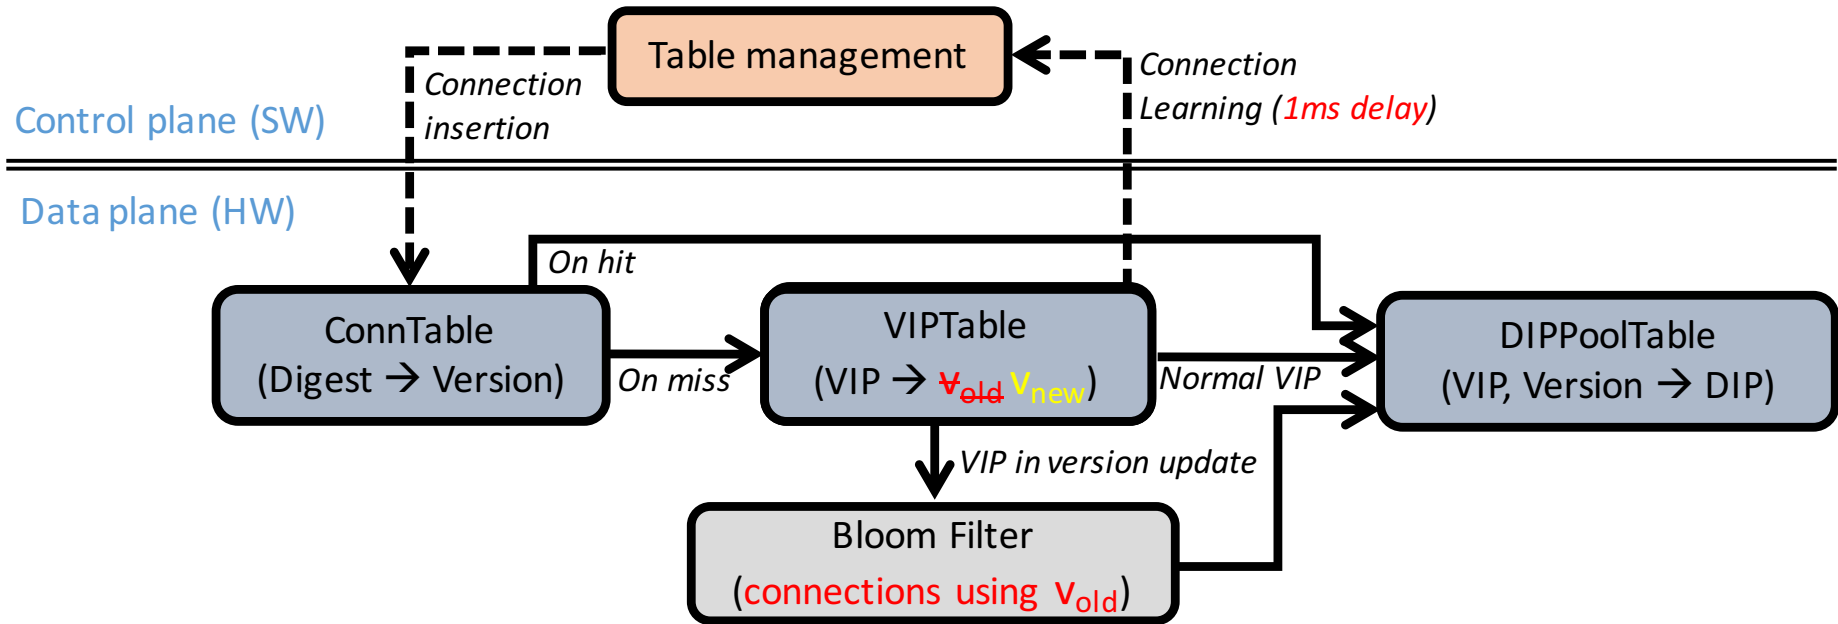 Table management
Connection
insertion
Connection
Learning (1ms delay)
Control plane (SW)
Data plane (HW)
On hit
ConnTable
(Digest → Version)
On miss
VIPTable
(VIP → vold vnew)
Normal VIP
DIPPoolTable
(VIP, Version → DIP)
VIP in version update
Bloom Filter
(connections using vold)